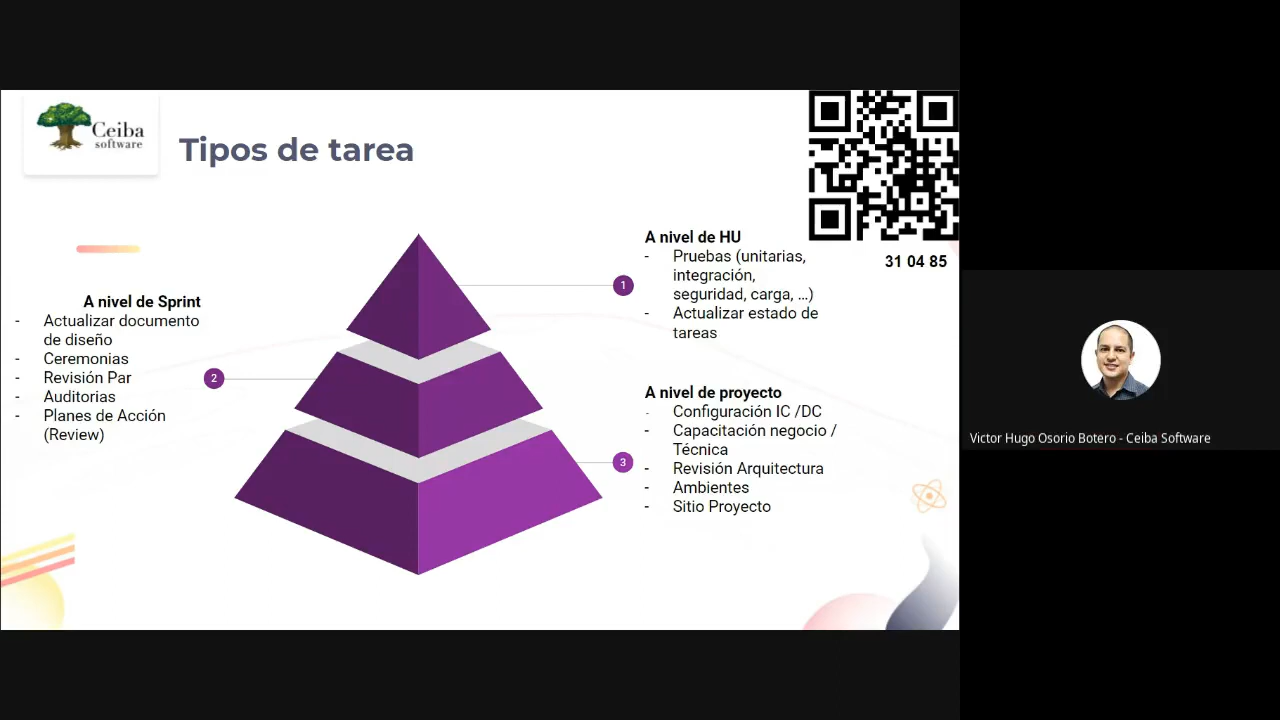 Ceiba
software
Tipos de tarea
31 04 85
A nivel de HU
- Pruebas (unitarias,
integración,
seguridad, carga, ...)
- Actualizar estado de
tareas
1
A nivel de Sprint
- Actualizar documento
de diseño
- Ceremonias
- Revisión Par
- Auditorias
- Planes de Acción
(Review)
2
A nivel de proyecto
- Configuración IC /DC
- Capacitación negocio /
Técnica
- Revisión Arquitectura
- Ambientes
- Sitio Proyecto
3
Victor Hugo Osorio Botero - Ceiba Software